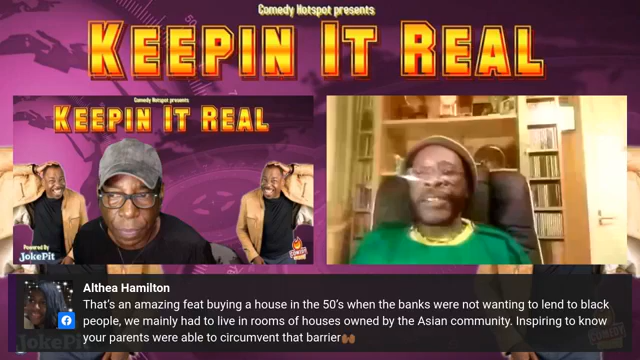 Comedy Hotspot presents
KEEPIN IT REAL
Comedy Hotspot presents
KEEPIN IT REAL
Powered By
JokePit
Althea Hamilton
That's an amazing feat buying a house in the 50's when the banks were not wanting to lend to black
people, we mainly had to live in rooms of houses owned by the Asian community. Inspiring to know
your parents were able to circumvent that barrier🙌🏾
JokePit